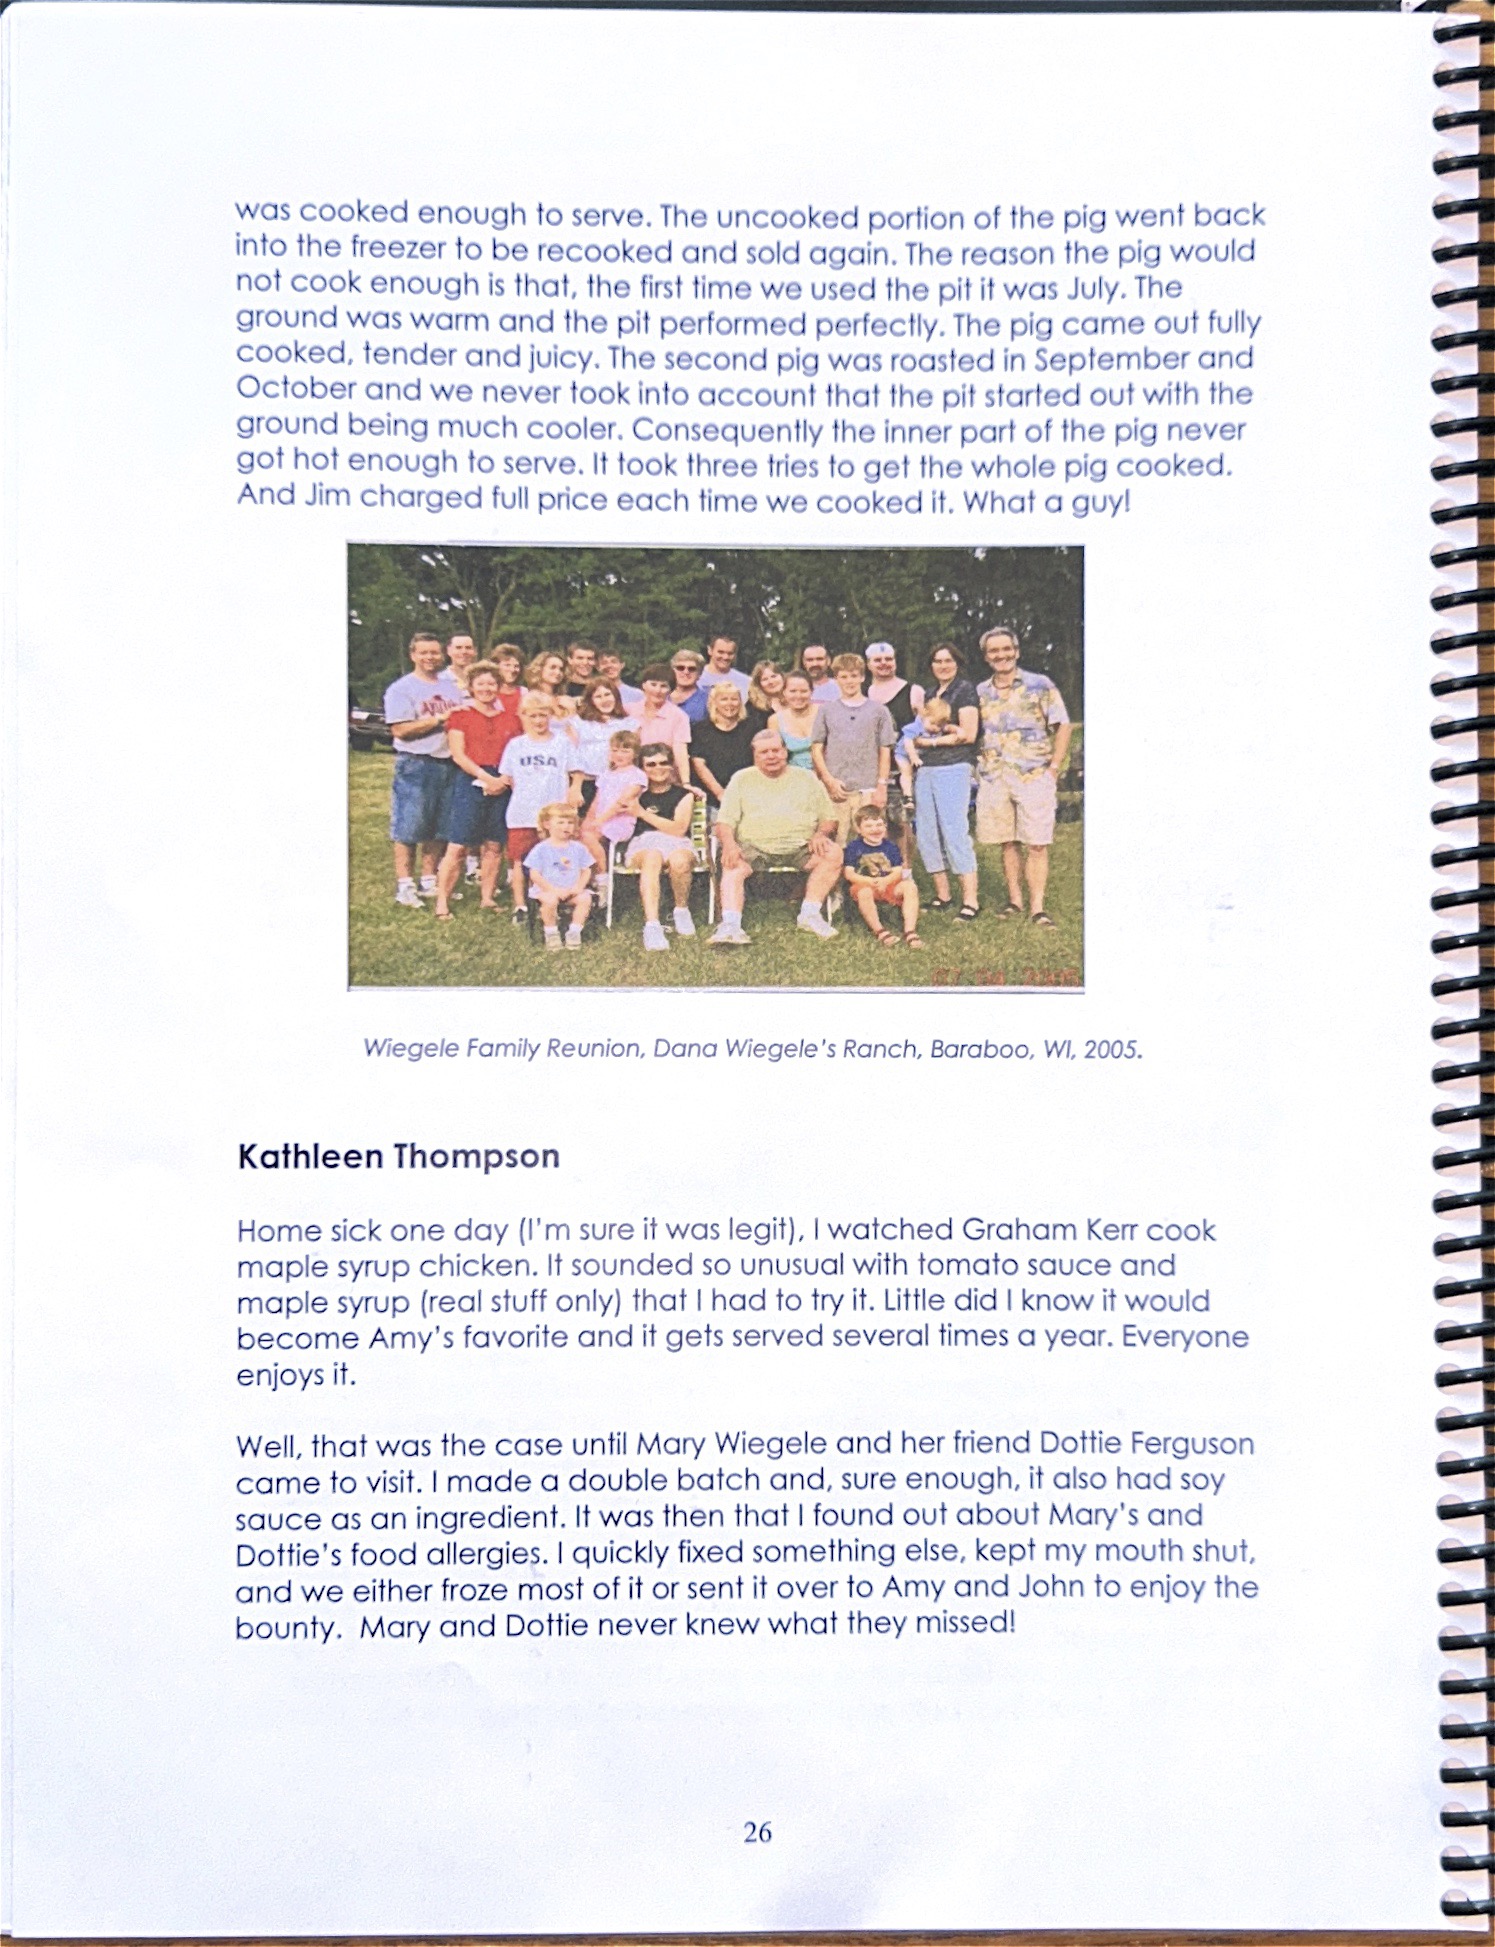 was cooked enough to serve. The uncooked portion of the pig went back
into the freezer to be recooked and sold again. The reason the pig would
not cook enough is that, the first time we used the pit it was July. The
ground was warm and the pit performed perfectly. The pig came out fully
cooked, tender and juicy. The second pig was roasted in September and
October and we never took into account that the pit started out with the
ground being much cooler. Consequently the inner part of the pig never
got hot enough to serve. It took three tries to get the whole pig cooked.
And Jim charged full price each time we cooked it. What a guy!
USA
07 04 2005
Wiegele Family Reunion, Dana Wiegele's Ranch, Baraboo, WI, 2005.
Kathleen Thompson
Home sick one day (I'm sure it was legit), I watched Graham Kerr cook
maple syrup chicken. It sounded so unusual with tomato sauce and
maple syrup (real stuff only) that I had to try it. Little did I know it would
become Amy's favorite and it gets served several times a year. Everyone
enjoys it.
Well, that was the case until Mary Wiegele and her friend Dottie Ferguson
came to visit. I made a double batch and, sure enough, it also had soy
sauce as an ingredient. It was then that I found out about Mary's and
Dottie's food allergies. I quickly fixed something else, kept my mouth shut,
and we either froze most of it or sent it over to Amy and John to enjoy the
bounty.  Mary and Dottie never knew what they missed!
26